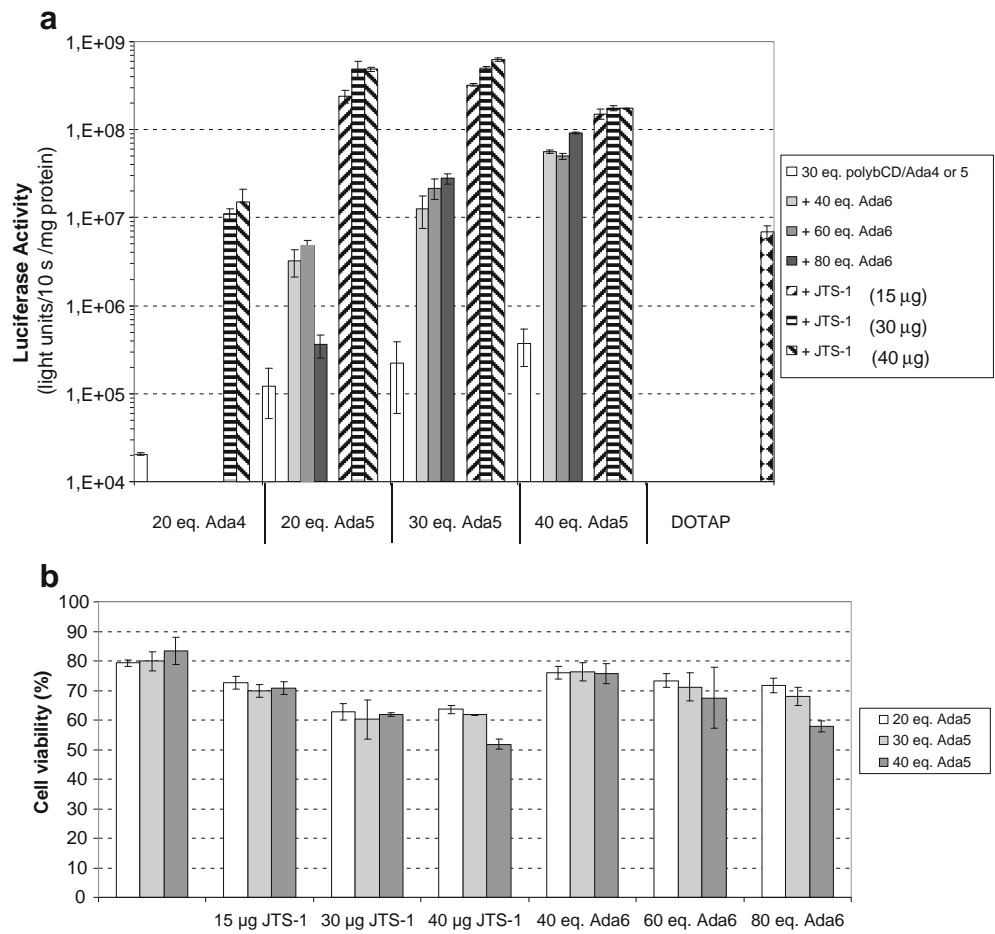 a
1,E+09
1,E+08
1,E+07
1,E+06
1,E+05
1,E+04
Luciferase Activity
(light units/10 s /mg protein)
20 eq. Ada4
20 eq. Ada5
30 eq. Ada5
40 eq. Ada5
DOTAP
30 eq. polybCD/Ada4 or 5
+ 40 eq. Ada6
+ 60 eq. Ada6
+ 80 eq. Ada6
+ JTS-1 (15 µg)
+ JTS-1 (30 µg)
+ JTS-1 (40 µg)
b
100
90
80
70
60
50
40
30
20
10
0
Cell viability (%)
15 µg JTS-1
30 µg JTS-1
40 µg JTS-1
40 eq. Ada6
60 eq. Ada6
80 eq. Ada6
20 eq. Ada5
30 eq. Ada5
40 eq. Ada5